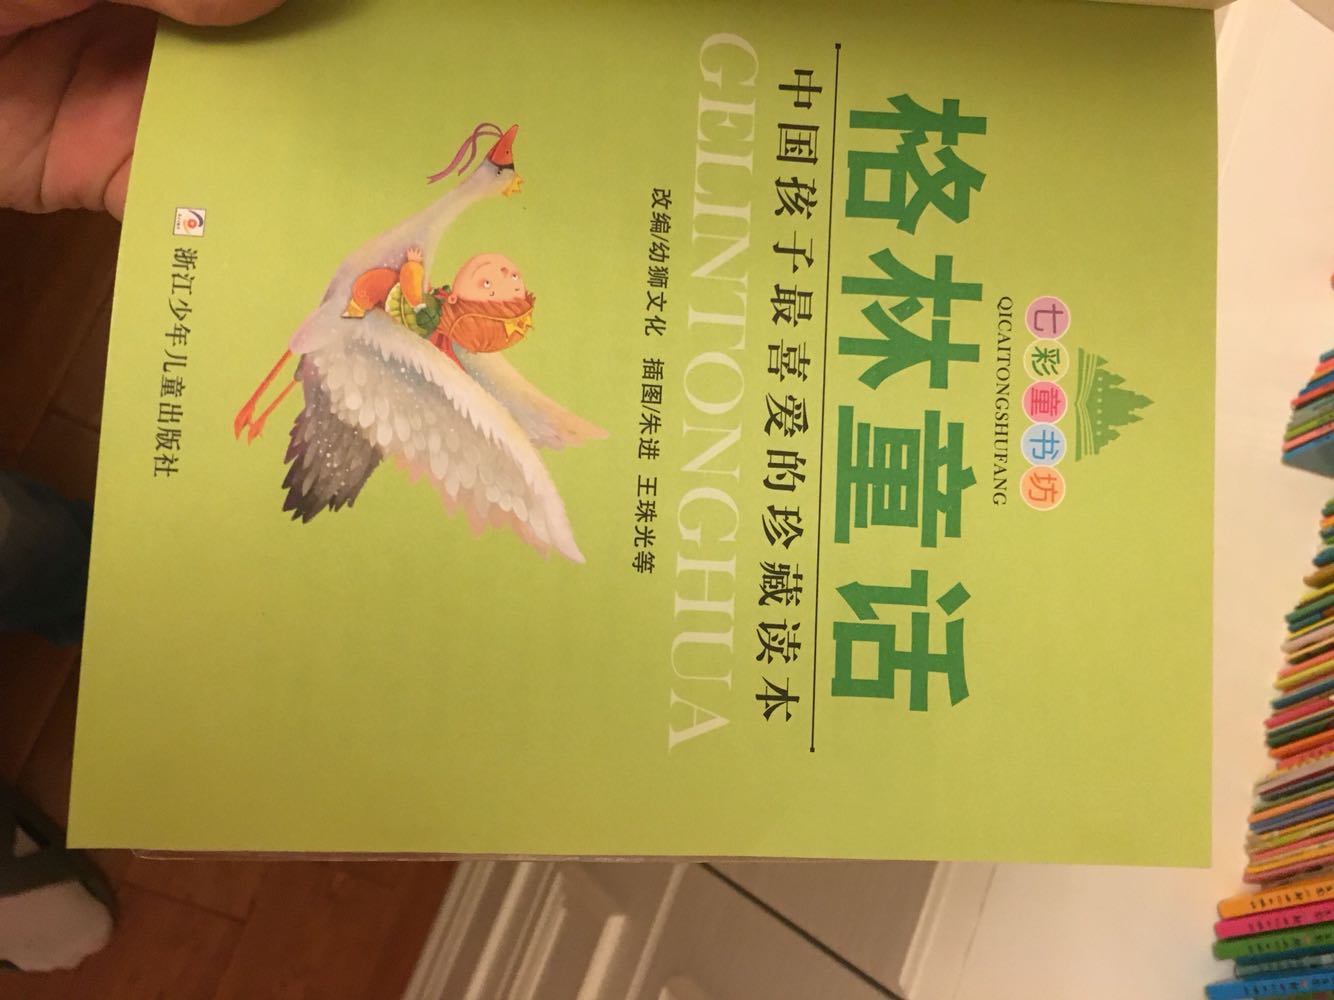 七彩童书坊
QICAITONGSHUFANG
格林童话
中国孩子最喜爱的珍藏读本
GELINTONGHUA
改编/幼狮文化 插图/朱进 王珠光等
浙江少年儿童出版社